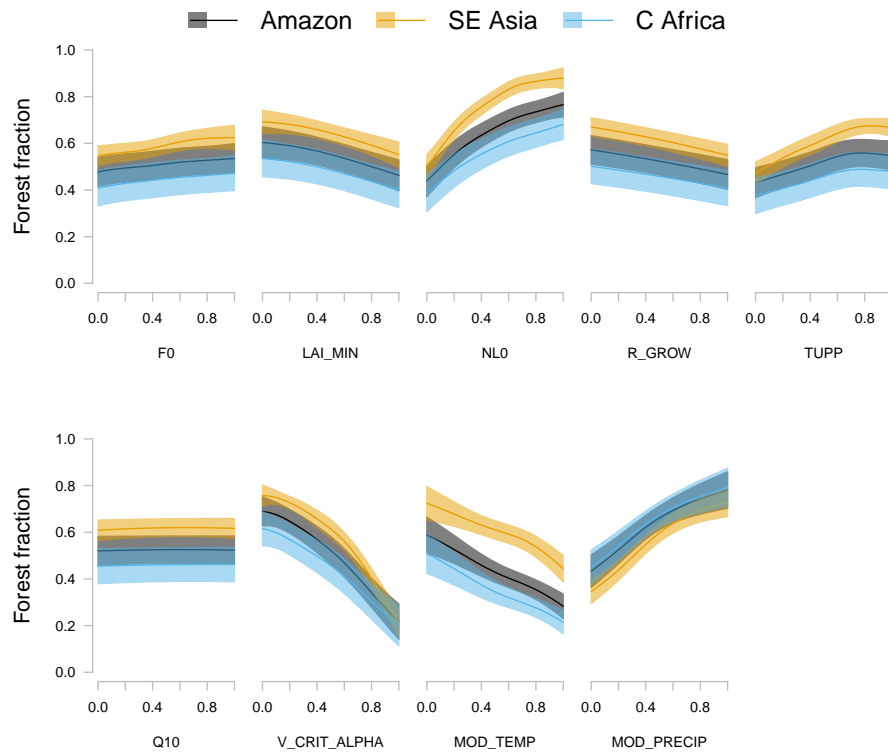 Amazon SE Asia C Africa
Forest fraction
1.0
0.8
0.6
0.4
0.2
0.0
0.0 0.4 0.8 0.0 0.4 0.8 0.0 0.4 0.8 0.0 0.4 0.8 0.0 0.4 0.8
F0 LAI_MIN NL0 R_GROW TUPP
Forest fraction
1.0
0.8
0.6
0.4
0.2
0.0
0.0 0.4 0.8 0.0 0.4 0.8 0.0 0.4 0.8 0.0 0.4 0.8
Q10 V_CRIT_ALPHA MOD_TEMP MOD_PRECIP